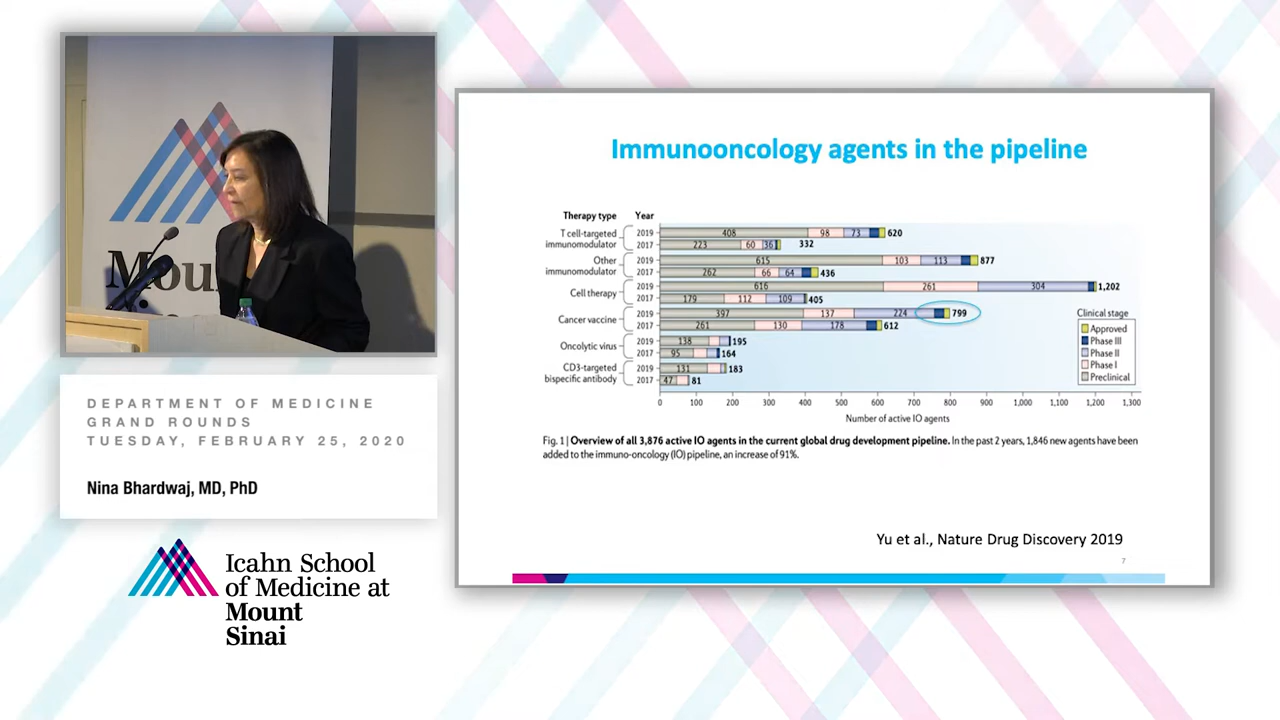 Mou
DEPARTMENT OF MEDICINE
GRAND ROUNDS
TUESDAY, FEBRUARY 25, 2020
Nina Bhardwaj, MD, PhD
Icahn School
of Medicine at
Mount
Sinai
Immunooncology agents in the pipeline
Therapy type Year
T cell-targeted immunomodulator
2019 408 98 73 620
2017 223 60 36 332
Other immunomodulator
2019 615 103 113 877
2017 262 66 64 436
Cell therapy
2019 616 261 304 1,202
2017 179 112 109 405
Cancer vaccine
2019 397 137 224 799
2017 261 130 178 612
Oncolytic virus
2019 138 195
2017 95 164
CD3-targeted bispecific antibody
2019 131 183
2017 47 81
0 100 200 300 400 500 600 700 800 900 1,000 1,100 1,200 1,300
Number of active IO agents
Clinical stage
Approved
Phase III
Phase II
Phase I
Preclinical
Fig. 1 | Overview of all 3,876 active IO agents in the current global drug development pipeline. In the past 2 years, 1,846 new agents have been
added to the immuno-oncology (IO) pipeline, an increase of 91%.
Yu et al., Nature Drug Discovery 2019
7